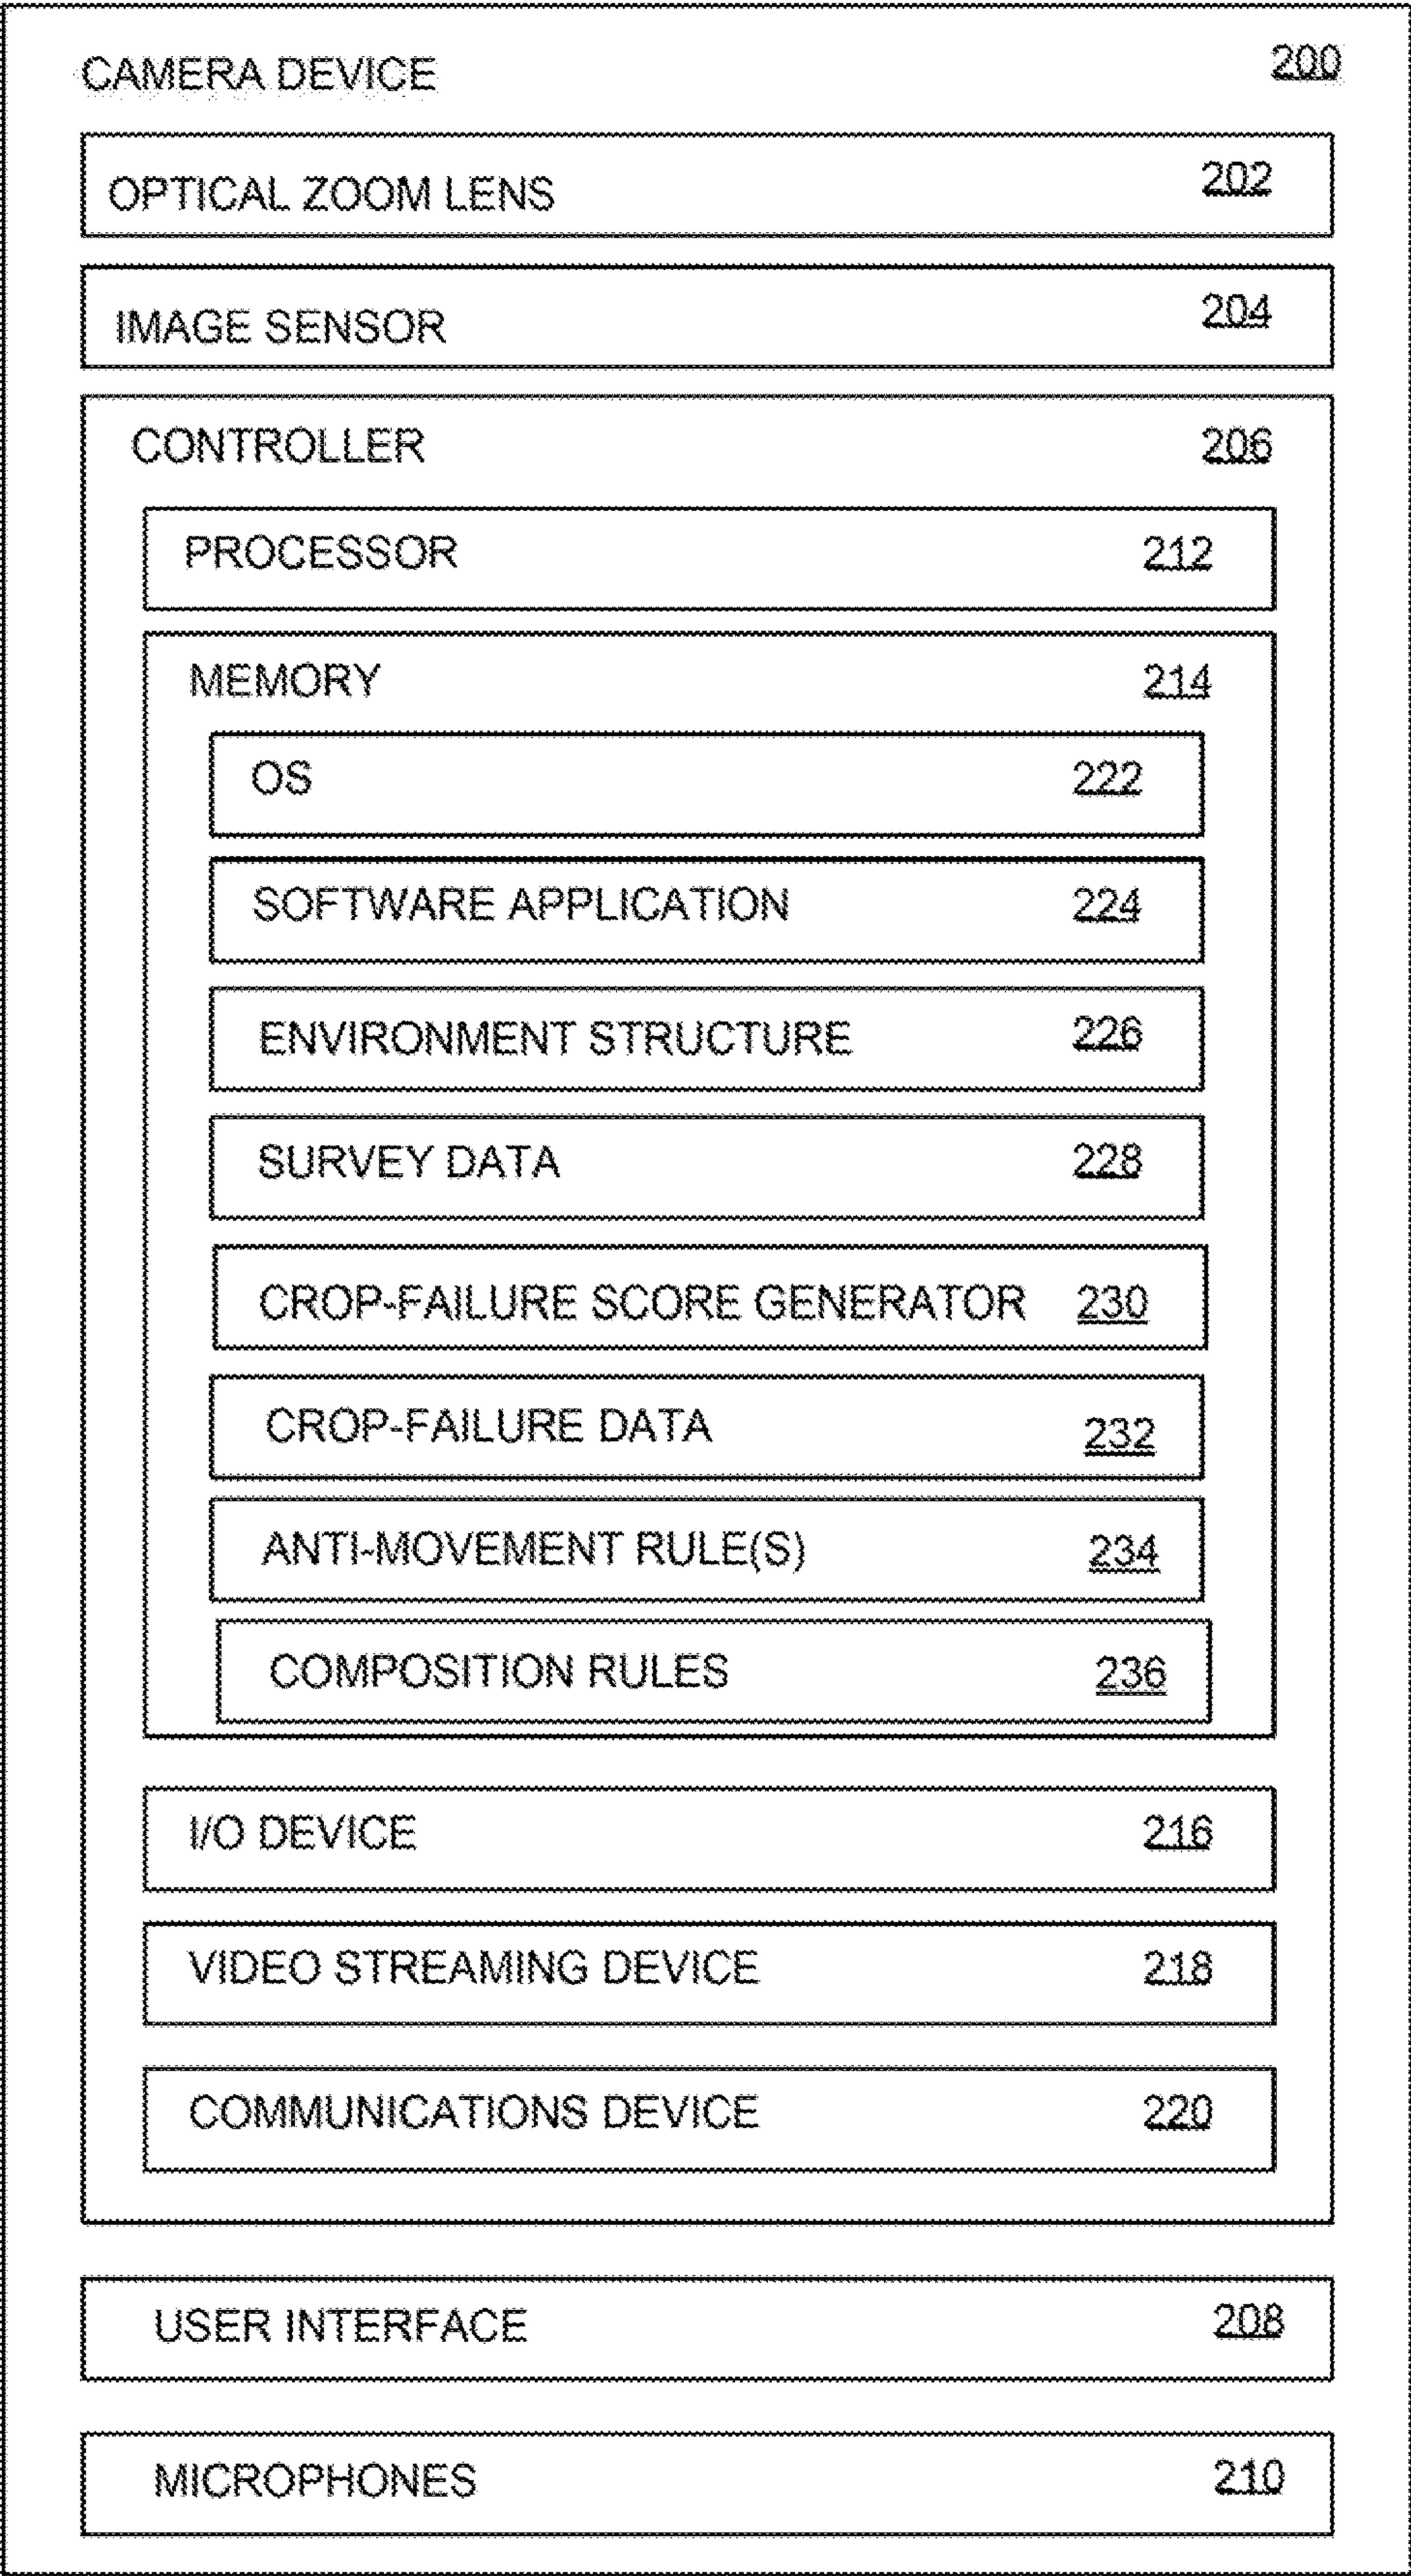 CAMERA DEVICE 200
OPTICAL ZOOM LENS 202
IMAGE SENSOR 204
CONTROLLER 206
PROCESSOR 212
MEMORY 214
OS 222
SOFTWARE APPLICATION 224
ENVIRONMENT STRUCTURE 226
SURVEY DATA 228
CROP-FAILURE SCORE GENERATOR 230
CROP-FAILURE DATA 232
ANTI-MOVEMENT RULE(S) 234
COMPOSITION RULES 236
I/O DEVICE 216
VIDEO STREAMING DEVICE 218
COMMUNICATIONS DEVICE 220
USER INTERFACE 208
MICROPHONES 210